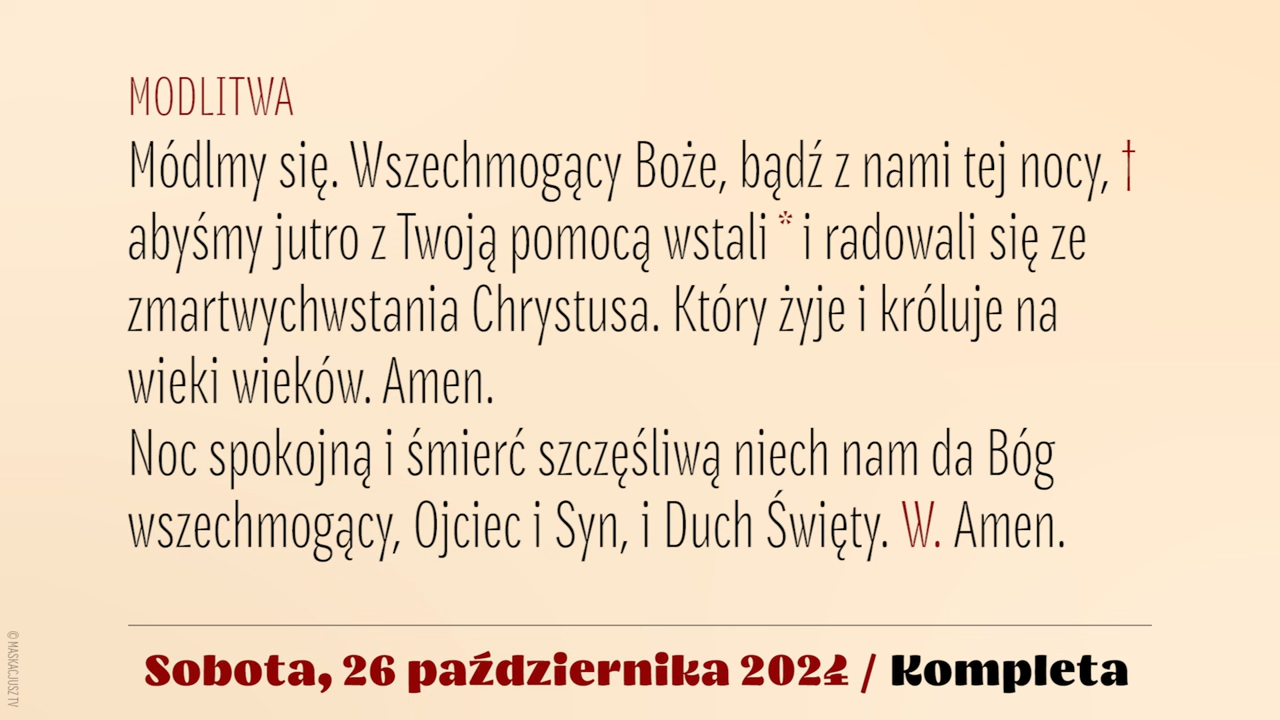 MODLITWA
Módlmy się. Wszechmogący Boże, bądź z nami tej nocy, †
abyśmy jutro z Twoją pomocą wstali * i radowali się ze
zmartwychwstania Chrystusa. Który żyje i króluje na
wieki wieków. Amen.
Noc spokojną i śmierć szczęśliwą niech nam da Bóg
wszechmogący, Ojciec i Syn, i Duch Święty. W. Amen.
Sobota, 26 października 2024 / Kompleta
© MASKACJUSZ TV